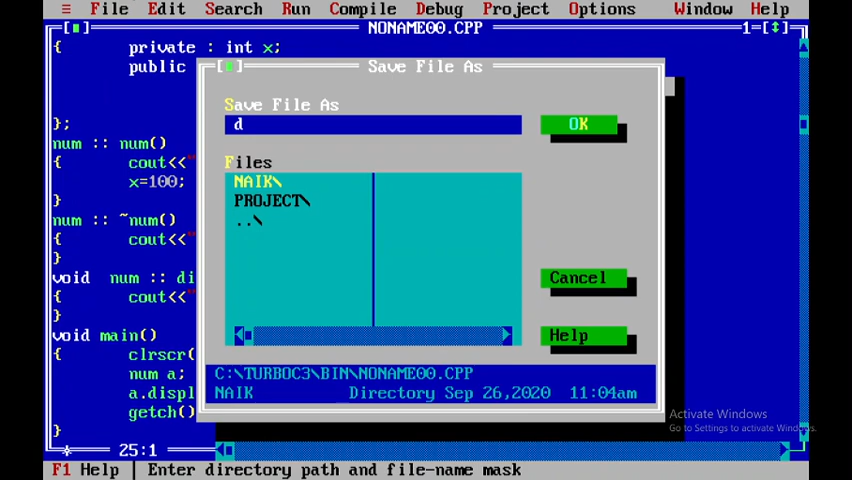 ≡ File Edit Search Run Compile Debug Project Options Window Help
[■] NONAME00.CPP 1=[↕]
{ private : int x;
public
[■] Save File As
Save File As
d
OK
Files
NAIK\
PROJECT\
..\
Cancel
Help
C:\TURBOC3\BIN\NONAME00.CPP
NAIK Directory Sep 26,2020 11:04am
};
num :: num()
{ cout<<"
x=100;
}
num :: ~num()
{ cout<<"
}
void num :: di
{ cout<<"
}
void main()
{ clrscr(
num a;
a.displ
getch()
}
Activate Windows
Go to Settings to activate Windows.
* 25:1
F1 Help │ Enter directory path and file-name mask